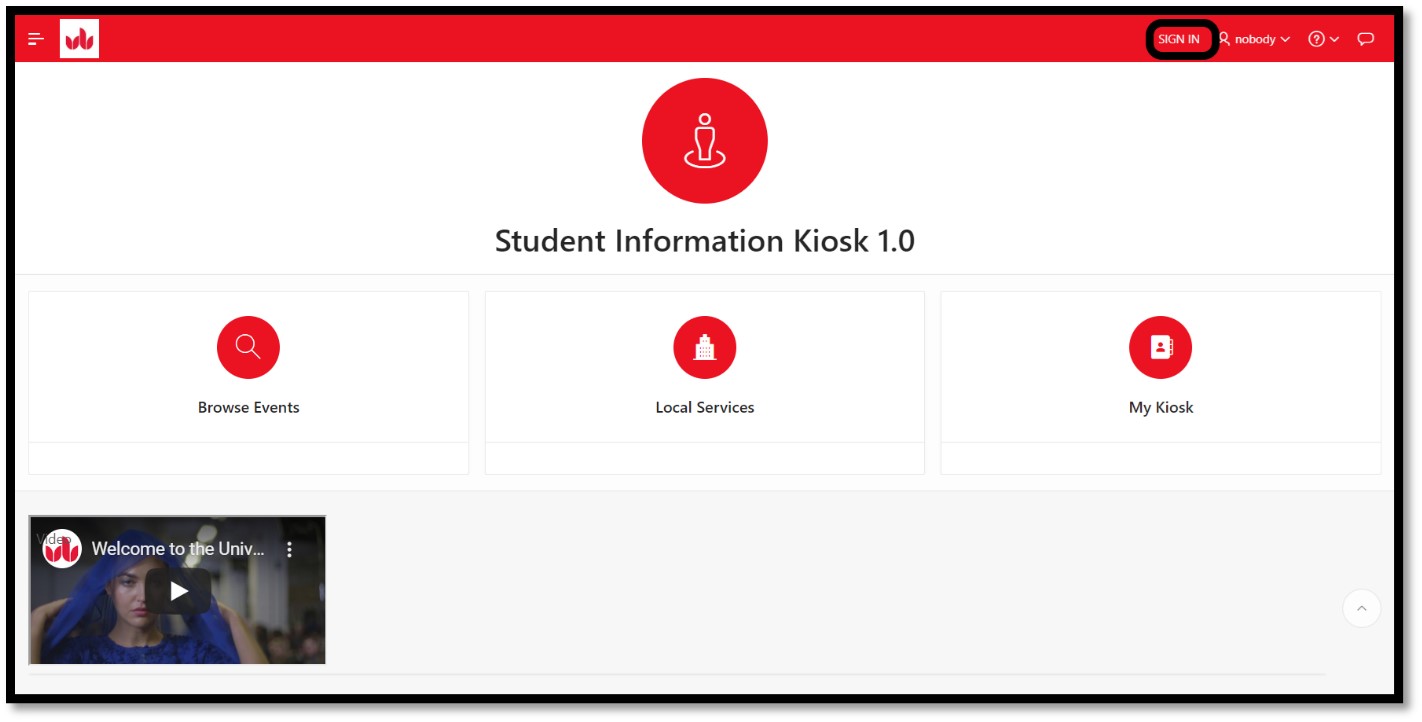 SIGN IN nobody
Student Information Kiosk 1.0
Browse Events
Local Services
My Kiosk
Video
Welcome to the Univ...